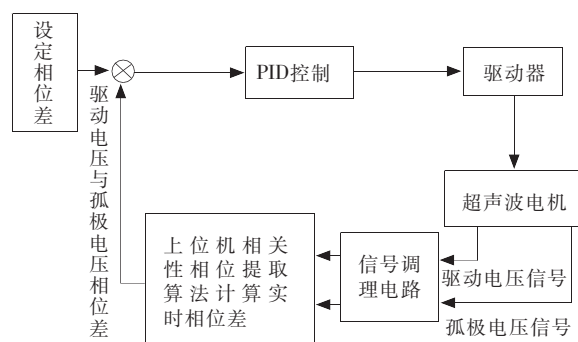 设定相位差
PID控制
驱动器
驱动电压与孤极电压相位差
超声波电机
上位机相关
性相位提取
算法计算实
时相位差
信号调
理电路
驱动电压信号
孤极电压信号